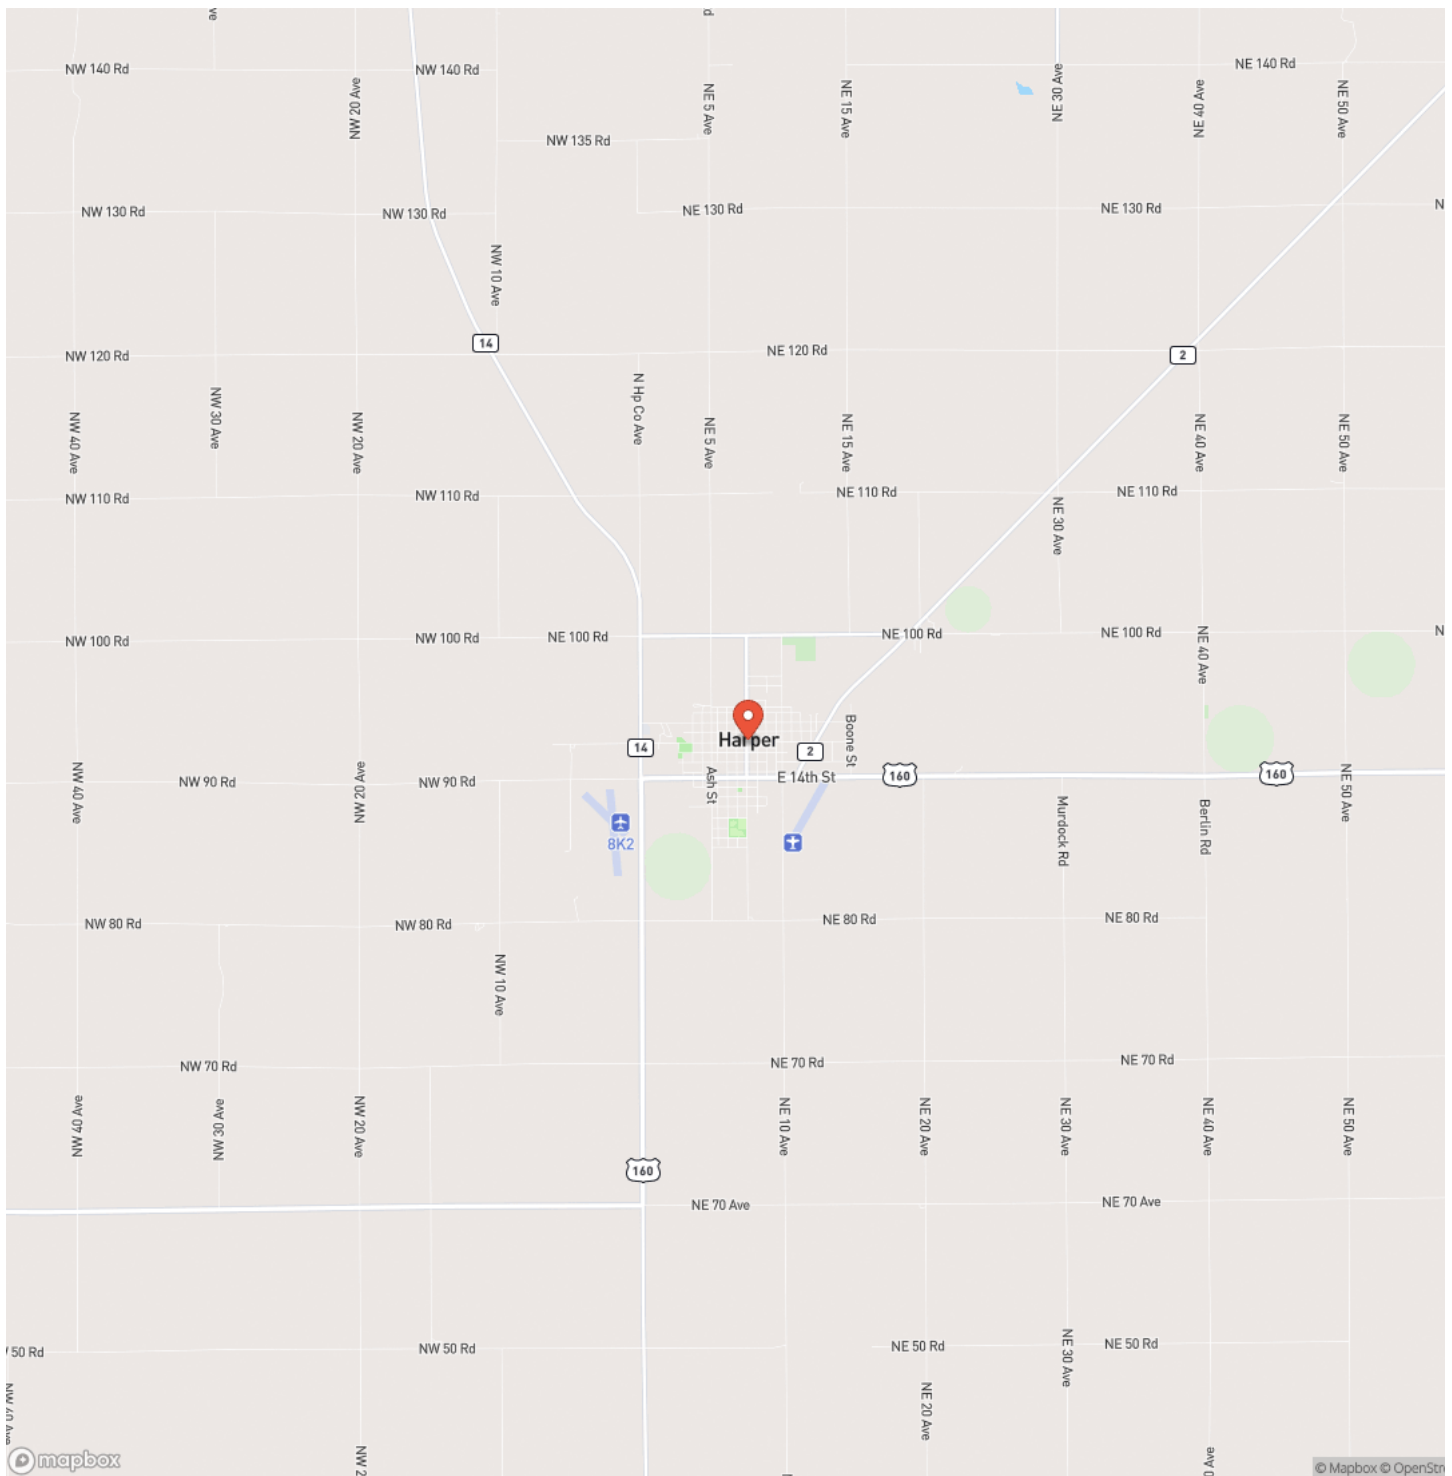 ve
d
NW 140 Rd
NW 140 Rd
NE 140 Rd
NW 20 Ave
NE 5 Ave
NE 15 Ave
NE 30 Ave
NE 40 Ave
NE 50 Ave
NW 135 Rd
NW 130 Rd
NW 130 Rd
NE 130 Rd
NE 130 Rd
N
NW 10 Ave
14
NW 120 Rd
NE 120 Rd
2
NW 40 Ave
NW 30 Ave
NW 20 Ave
N Hp Co Ave
NE 5 Ave
NE 15 Ave
NE 40 Ave
NE 50 Ave
NW 110 Rd
NW 110 Rd
NE 110 Rd
NE 110 Rd
NE 30 Ave
NW 100 Rd
NW 100 Rd
NE 100 Rd
NE 100 Rd
NE 100 Rd
N
NE 40 Ave
Harper
14
2
Boone St
NW 90 Rd
NW 90 Rd
E 14th St
160
160
NW 40 Ave
NW 20 Ave
Ash St
NE 50 Ave
Murdock Rd
Berlin Rd
8K2
NW 80 Rd
NW 80 Rd
NE 80 Rd
NE 80 Rd
NW 10 Ave
NW 70 Rd
NE 70 Rd
NE 70 Rd
NW 40 Ave
NW 30 Ave
NW 20 Ave
NE 10 Ave
NE 20 Ave
NE 30 Ave
NE 40 Ave
NE 50 Ave
160
NE 70 Ave
NE 70 Ave
50 Rd
NW 50 Rd
NE 50 Rd
NE 50 Rd
NE 30 Ave
NE 20 Ave
NW 2
mapbox
© Mapbox © OpenStr